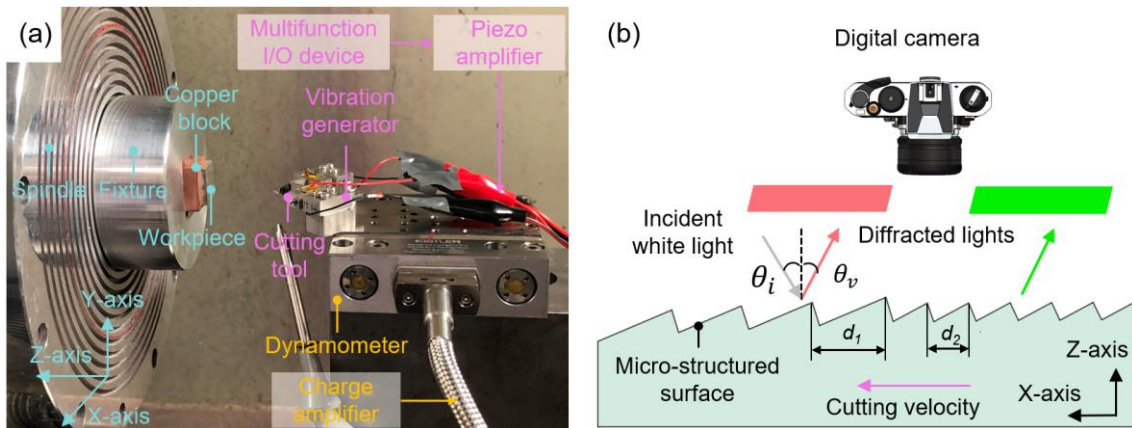 (a)
Multifunction
I/O device
Piezo
amplifier
Copper
block
Vibration
generator
Spindle
Fixture
Workpiece
Cutting
tool
KISTLER
Y-axis
Z-axis
X-axis
Dynamometer
Charge
amplifier
(b)
Digital camera
Incident
white light
Diffracted lights
θi
θv
d1
d2
Micro-structured
surface
Cutting velocity
Z-axis
X-axis